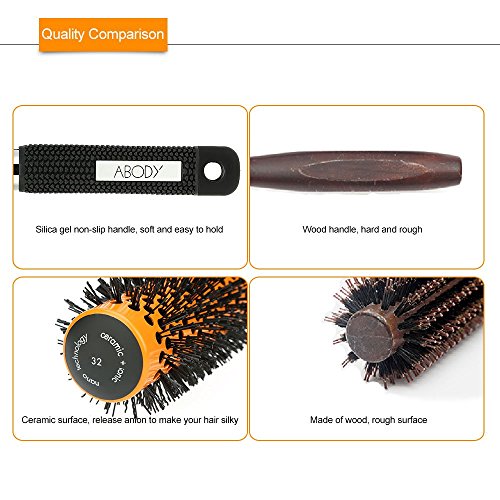 Quality Comparison
ABODY
Silica gel non-slip handle, soft and easy to hold
Wood handle, hard and rough
ceramic + ionic
32
nano technology
Ceramic surface, release anion to make your hair silky
Made of wood, rough surface